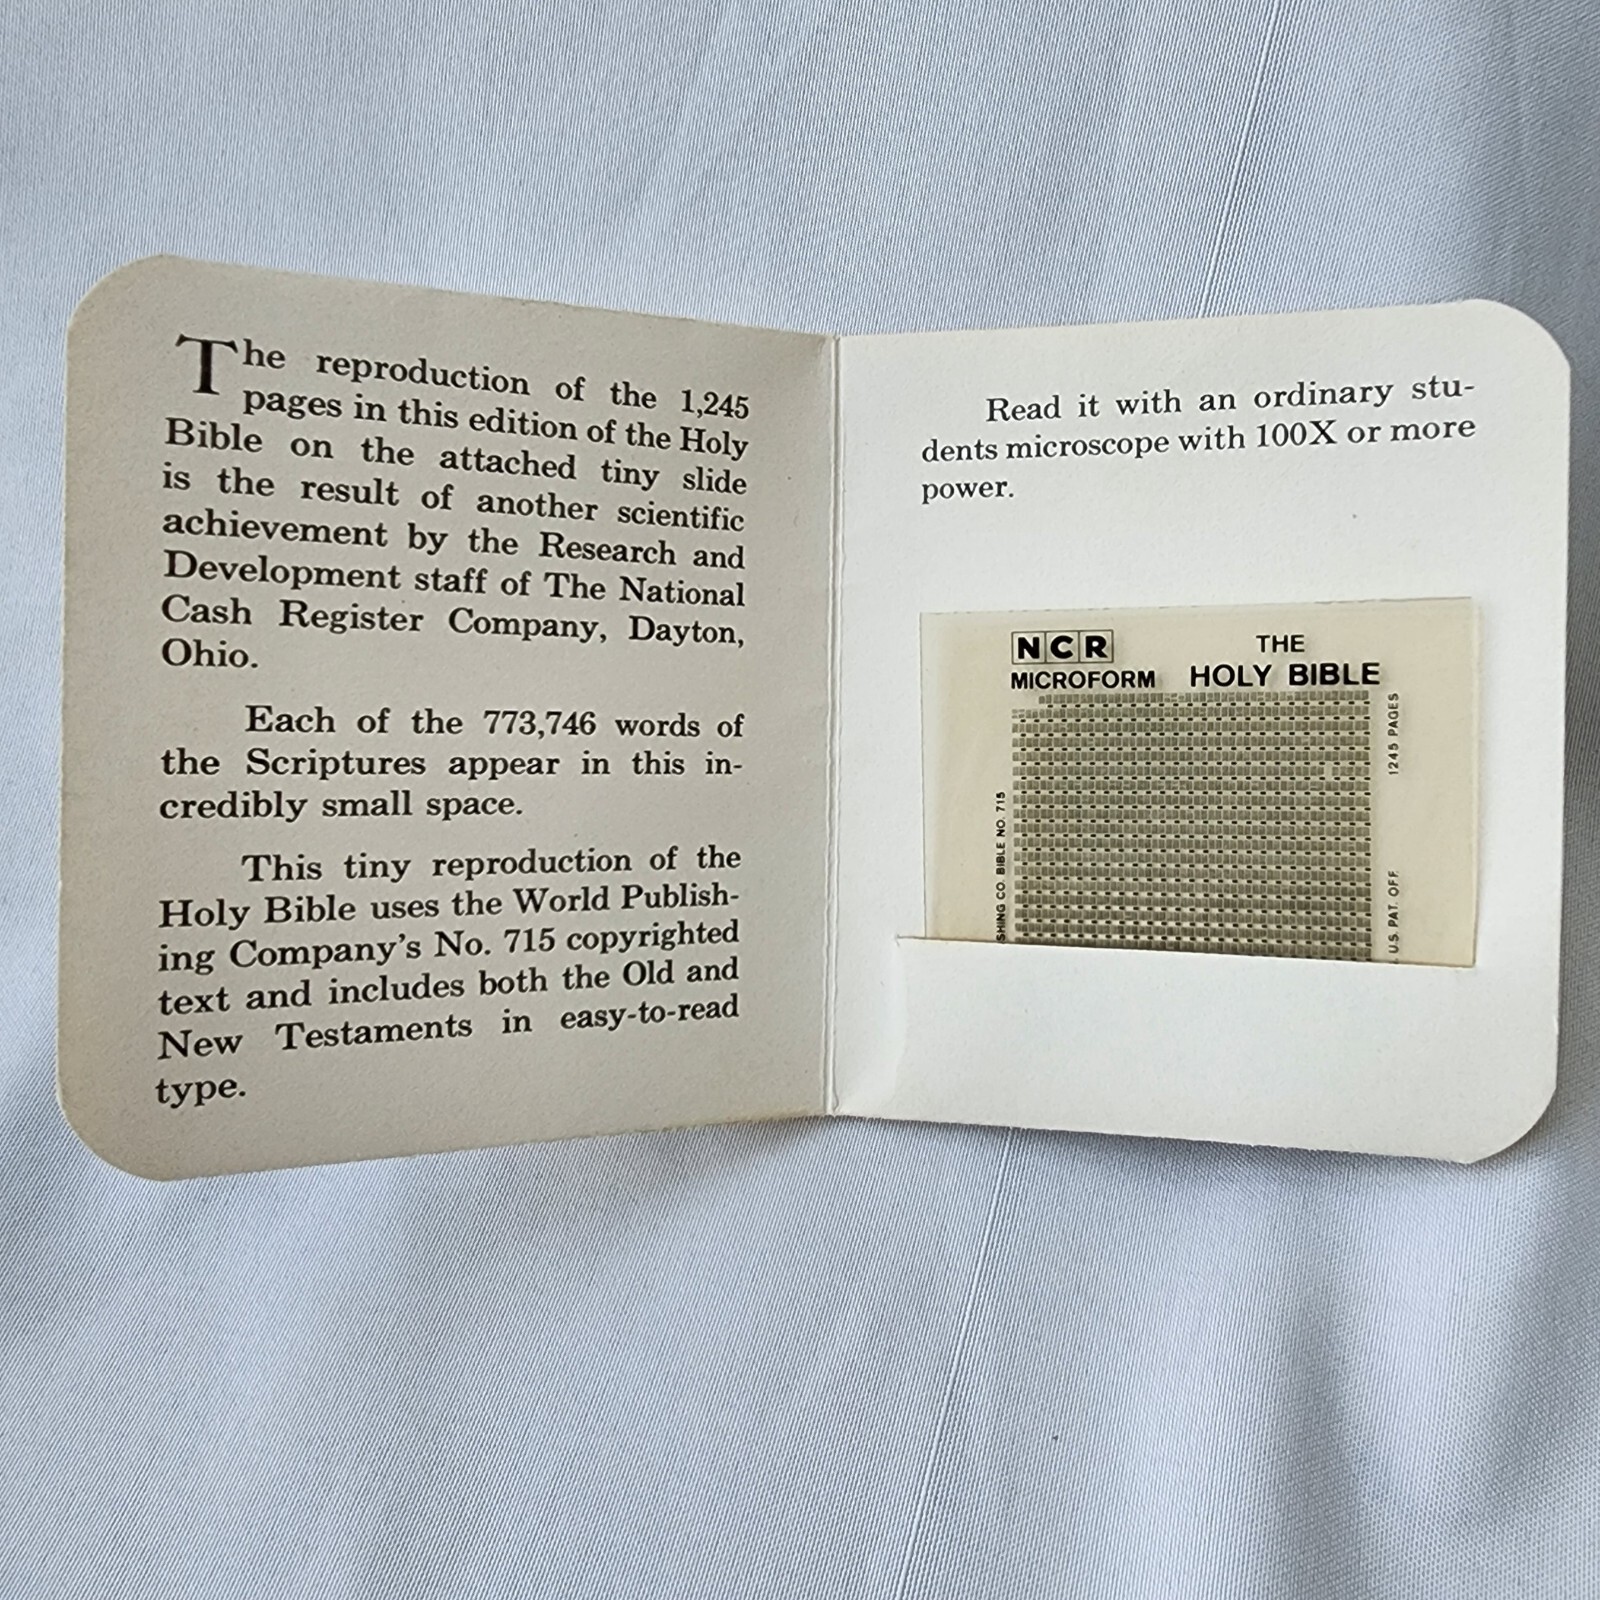 The reproduction of the 1,245
pages in this edition of the Holy
Bible on the attached tiny slide
is the result of another scientific
achievement by the Research and
Development staff of The National
Cash Register Company, Dayton,
Ohio.
Each of the 773,746 words of
the Scriptures appear in this in-
credibly small space.
This tiny reproduction of the
Holy Bible uses the World Publish-
ing Company's No. 715 copyrighted
text and includes both the Old and
New Testaments in easy-to-read
type.
Read it with an ordinary stu-
dents microscope with 100X or more
power.
NCR
MICROFORM
THE
HOLY BIBLE
SHING CO. BIBLE NO. 715
1245 PAGES
U.S. PAT. OFF.